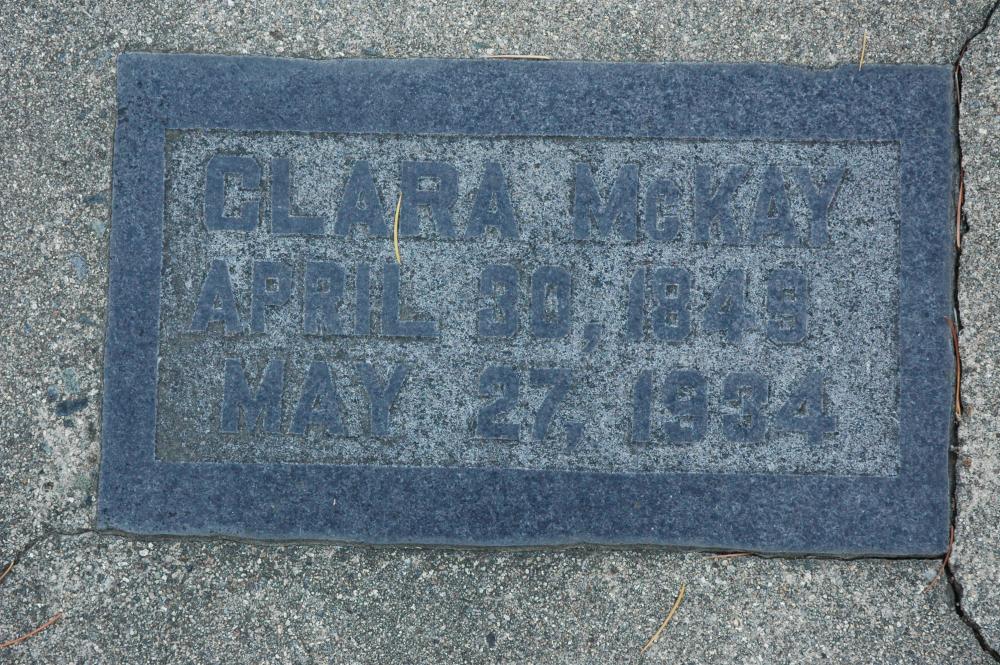 CLARA McKAY
APRIL 30, 1849
MAY 27, 1934